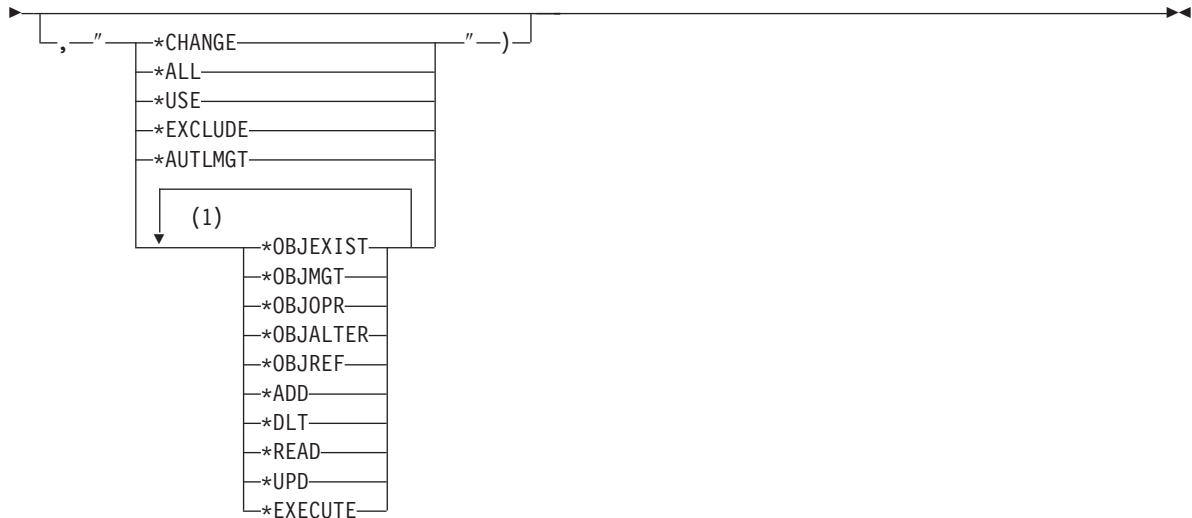 , " *CHANGE " )
*ALL
*USE
*EXCLUDE
*AUTLMGT
(1)
*OBJEXIST
*OBJMGT
*OBJOPR
*OBJALTER
*OBJREF
*ADD
*DLT
*READ
*UPD
*EXECUTE